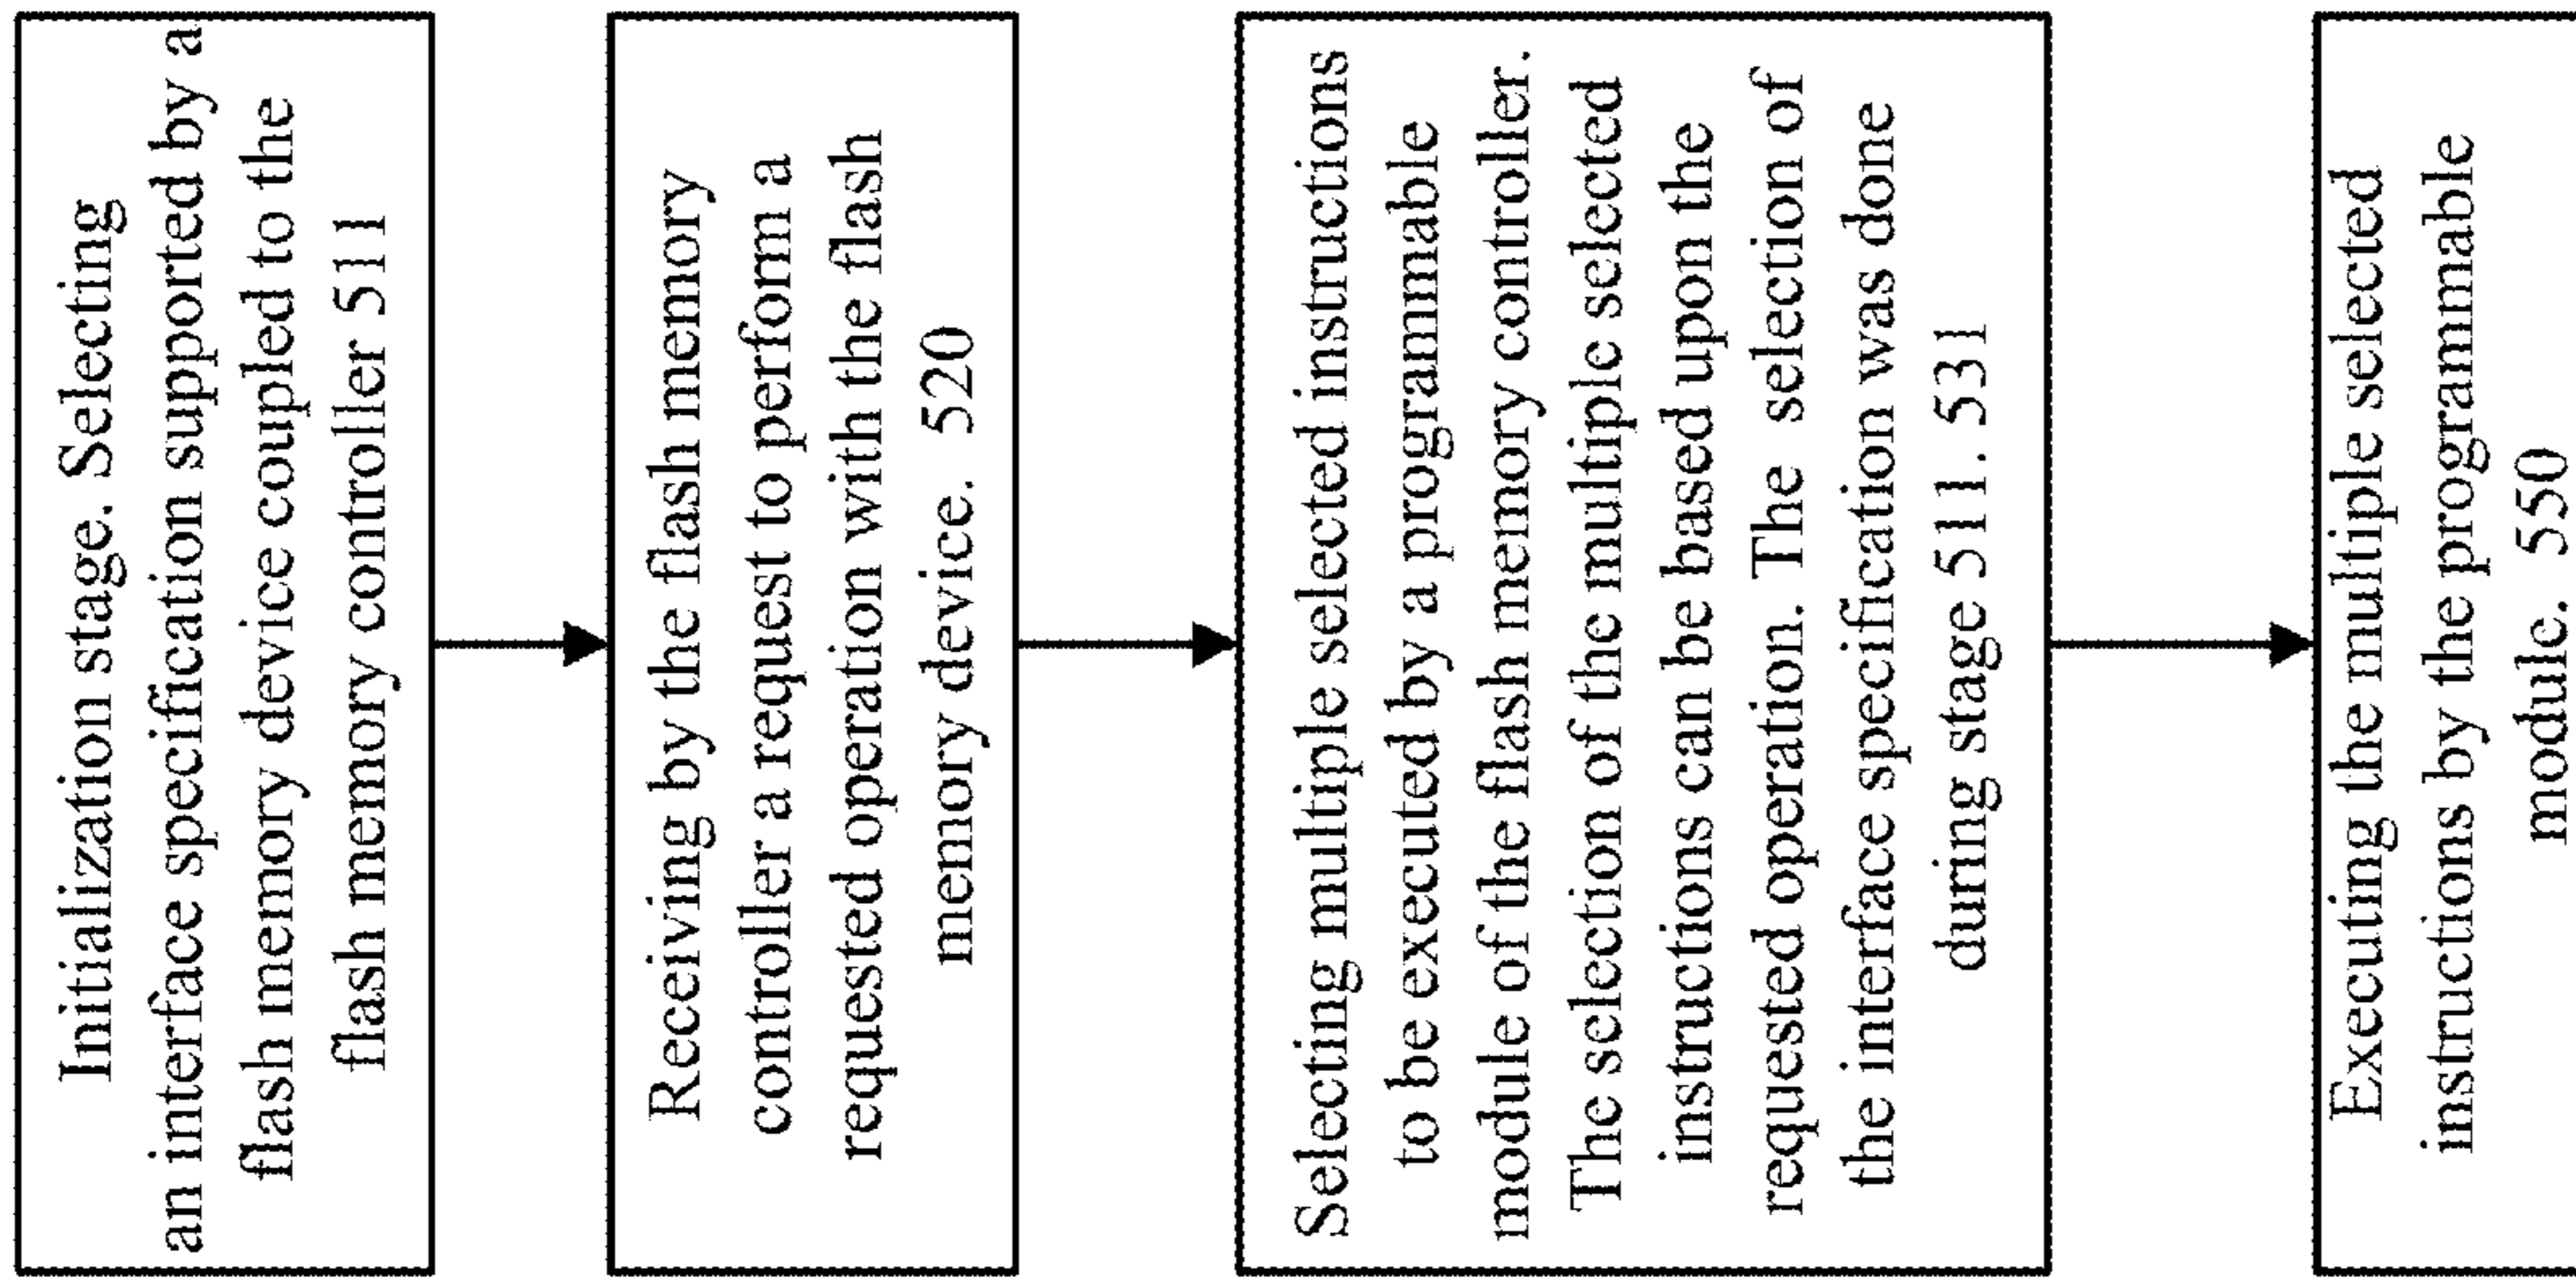 Initialization stage. Selecting
an interface specification supported by a
flash memory device coupled to the
flash memory controller 511
Receiving by the flash memory
controller a request to perform a
requested operation with the flash
memory device. 520
Selecting multiple selected instructions
to be executed by a programmable
module of the flash memory controller.
The selection of the multiple selected
instructions can be based upon the
requested operation. The selection of
the interface specification was done
during stage 511. 531
Executing the multiple selected
instructions by the programmable
module. 550